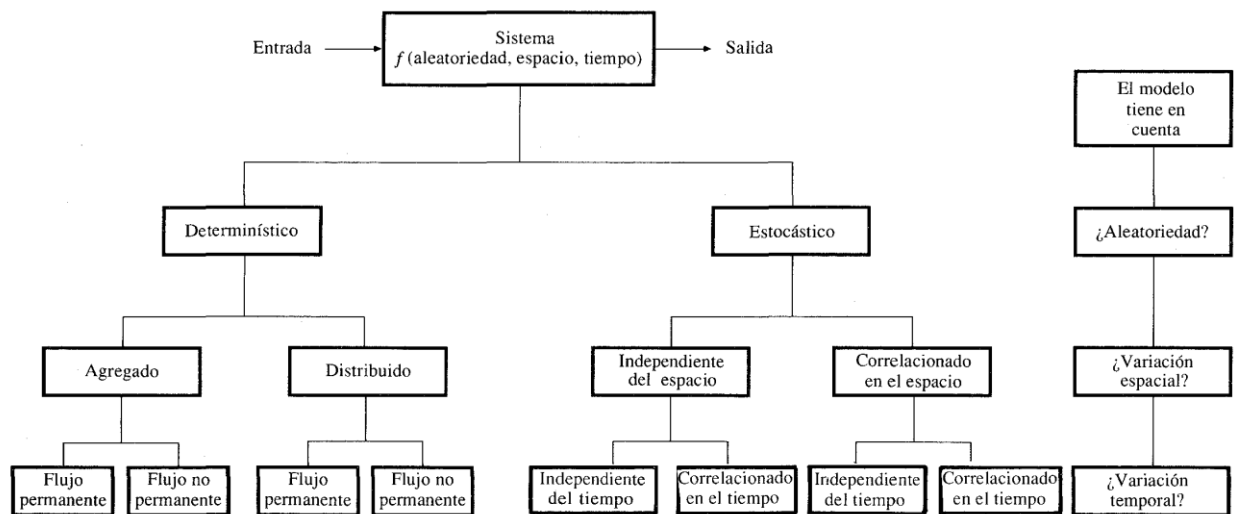 Sistema
Entrada
f (aleatoriedad, espacio, tiempo)
Salida
El modelo
tiene en
cuenta
Determinístico
Estocástico
¿Aleatoriedad?
Agregado
Distribuido
Independiente
del espacio
Correlacionado
en el espacio
¿Variación
espacial?
Flujo
permanente
Flujo no
permanente
Flujo
permanente
Flujo no
permanente
Independiente
del tiempo
Correlacionado
en el tiempo
Independiente
del tiempo
Correlacionado
en el tiempo
¿Variación
temporal?